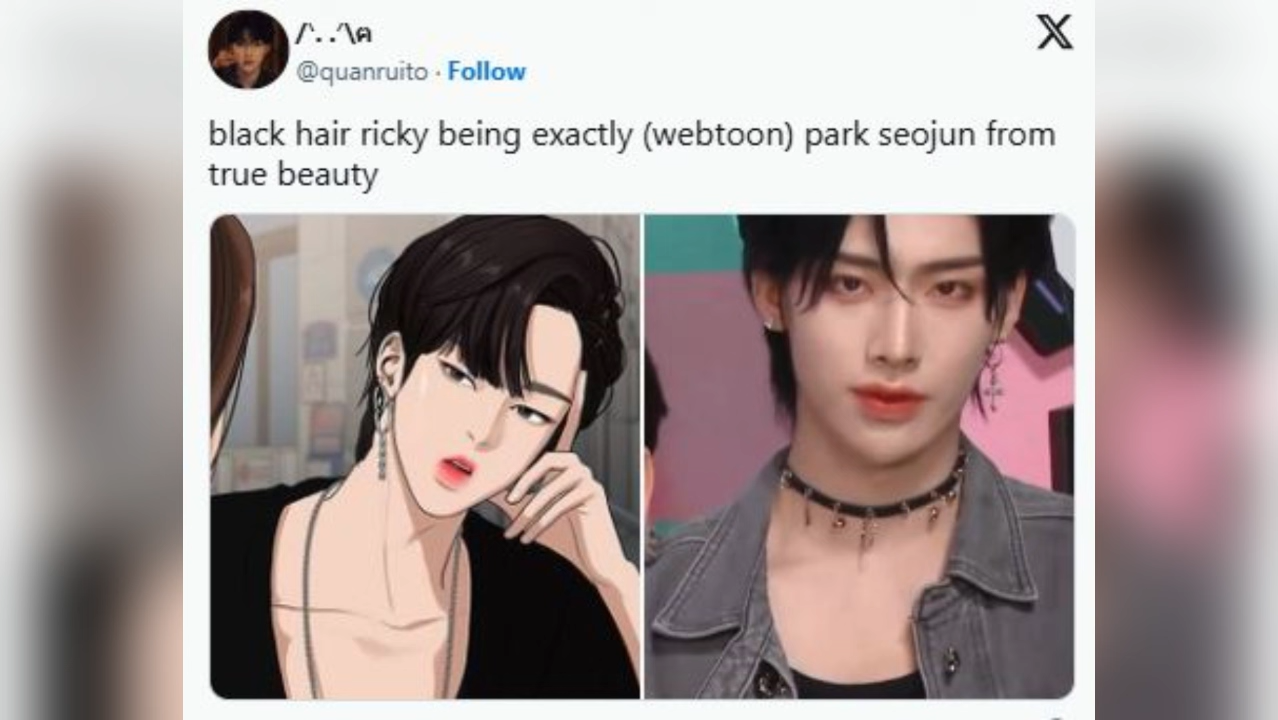 /ᐠ. .ᐟ\ฅ
@quanruito · Follow
black hair ricky being exactly (webtoon) park seojun from
true beauty